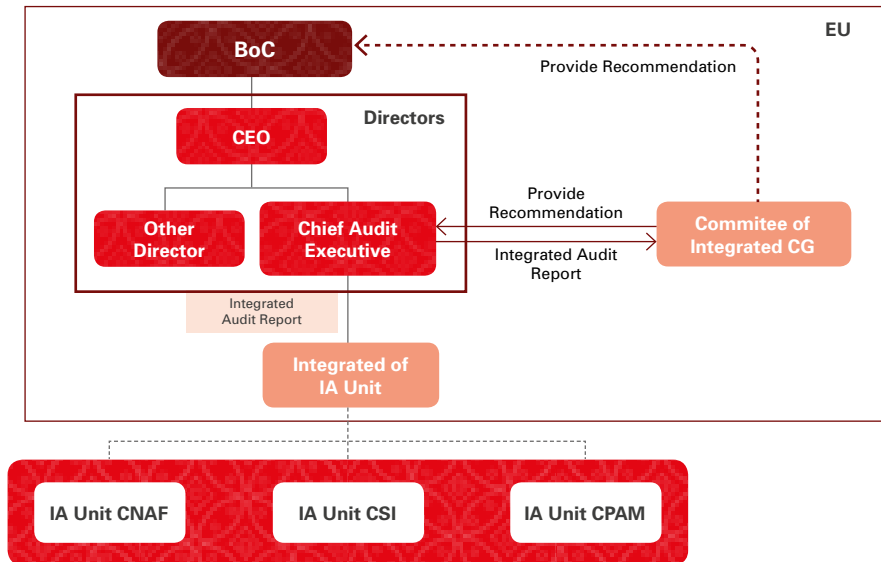 EU
BoC
Provide Recommendation
Directors
CEO
Other
Director
Chief Audit
Executive
Provide
Recommendation
Integrated Audit
Report
Commitee of
Integrated CG
Integrated
Audit Report
Integrated of
IA Unit
IA Unit CNAF
IA Unit CSI
IA Unit CPAM